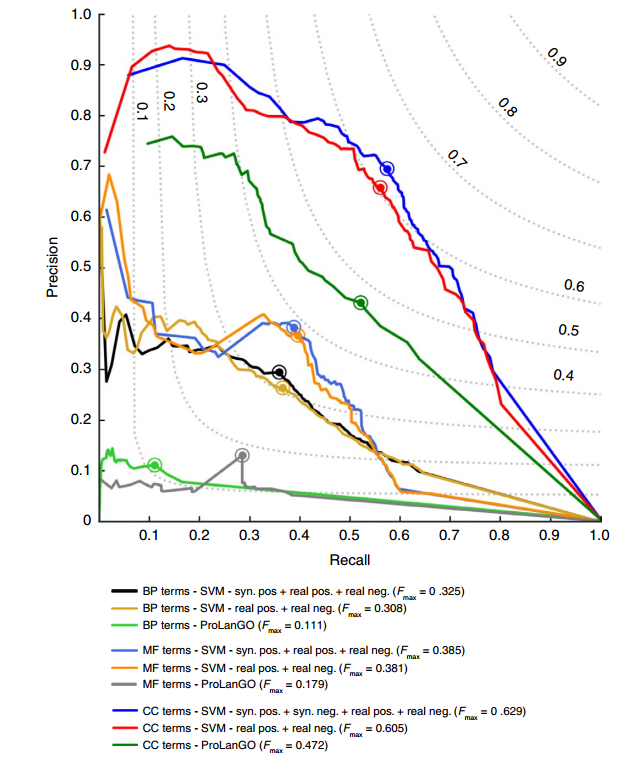 1.0
0.9
0.8
0.7
0.6
0.5
0.4
0.3
0.2
0.1
0
Precision
0.1
0.2
0.3
0.9
0.8
0.7
0.6
0.5
0.4
0.1 0.2 0.3 0.4 0.5 0.6 0.7 0.8 0.9 1.0
Recall
BP terms - SVM - syn. pos + real pos. + real neg. (Fmax = 0 .325)
BP terms - SVM - real pos. + real neg. (Fmax = 0.308)
BP terms - ProLanGO (Fmax = 0.111)
MF terms - SVM - syn. pos. + real pos. + real neg. (Fmax = 0.385)
MF terms - SVM - real pos. + real neg. (Fmax = 0.381)
MF terms - ProLanGO (Fmax = 0.179)
CC terms - SVM - syn. pos. + syn. neg. + real pos. + real neg. (Fmax = 0 .629)
CC terms - SVM - real pos. + real neg. (Fmax = 0.605)
CC terms - ProLanGO (Fmax = 0.472)